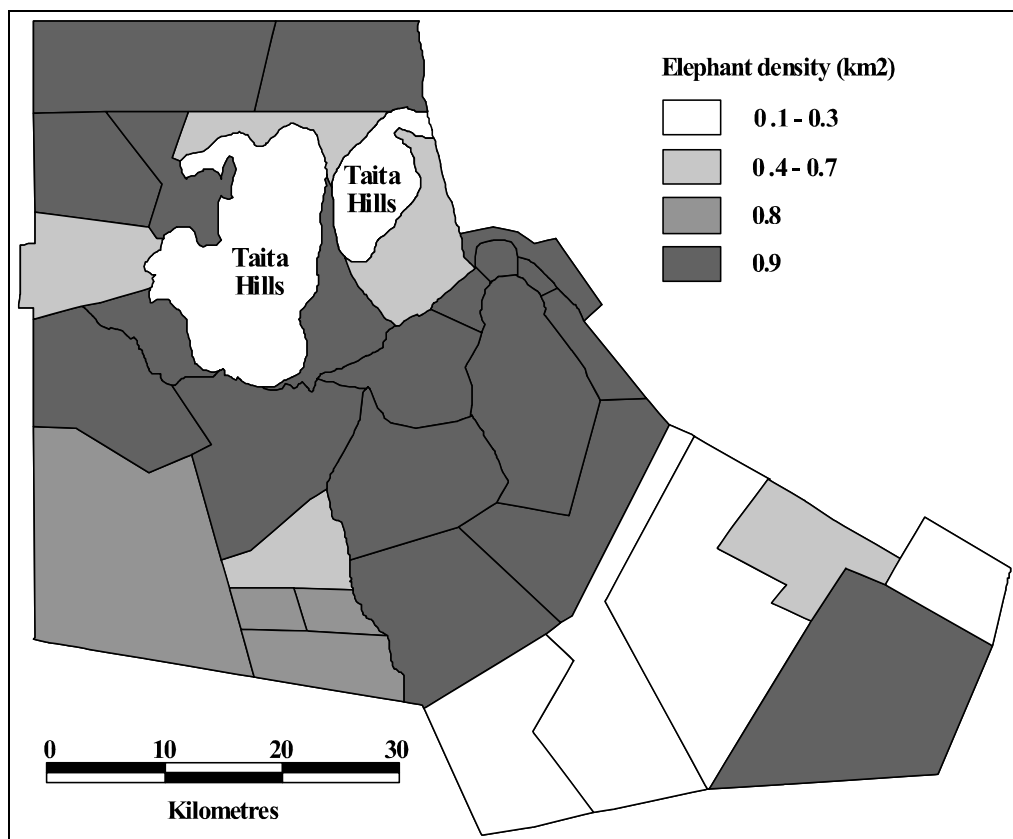 Elephant density (km2)
0.1 - 0.3
0.4 - 0.7
0.8
0.9
Taita
Hills
Taita
Hills
0 10 20 30
Kilometres